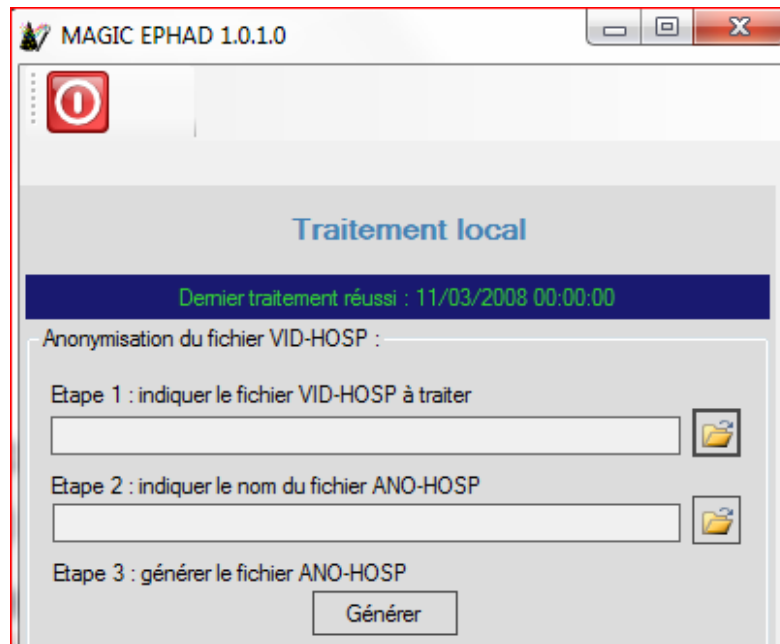 MAGIC EPHAD 1.0.1.0
Traitement local
Dernier traitement réussi : 11/03/2008 00:00:00
Anonymisation du fichier VID-HOSP :
Etape 1 : indiquer le fichier VID-HOSP à traiter
Etape 2 : indiquer le nom du fichier ANO-HOSP
Etape 3 : générer le fichier ANO-HOSP
Générer